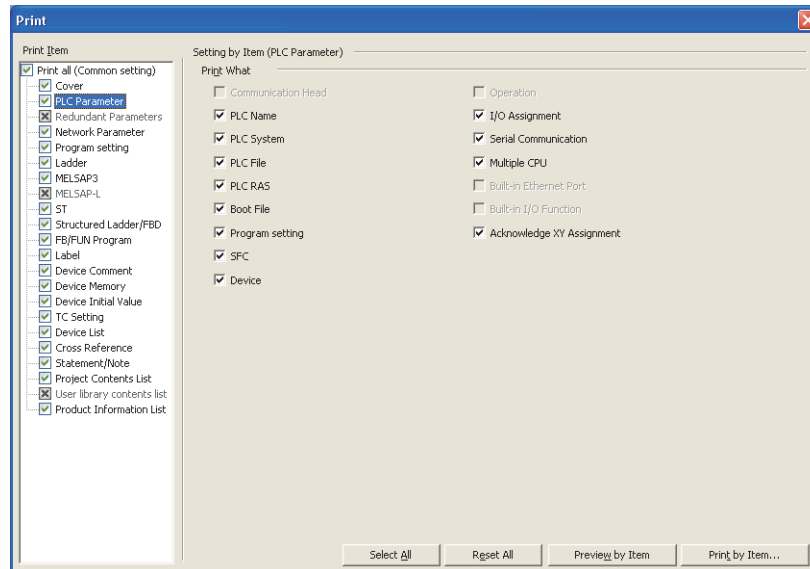 Print
Print Item
Print all (Common setting)
Cover
PLC Parameter
Redundant Parameters
Network Parameter
Program setting
Ladder
MELSAP3
MELSAP-L
ST
Structured Ladder/FBD
FB/FUN Program
Label
Device Comment
Device Memory
Device Initial Value
TC Setting
Device List
Cross Reference
Statement/Note
Project Contents List
User library contents list
Product Information List
Setting by Item (PLC Parameter)
Print What
Communication Head
PLC Name
PLC System
PLC File
PLC RAS
Boot File
Program setting
SFC
Device
Operation
I/O Assignment
Serial Communication
Multiple CPU
Built-in Ethernet Port
Built-in I/O Function
Acknowledge XY Assignment
Select All
Reset All
Preview by Item
Print by Item...